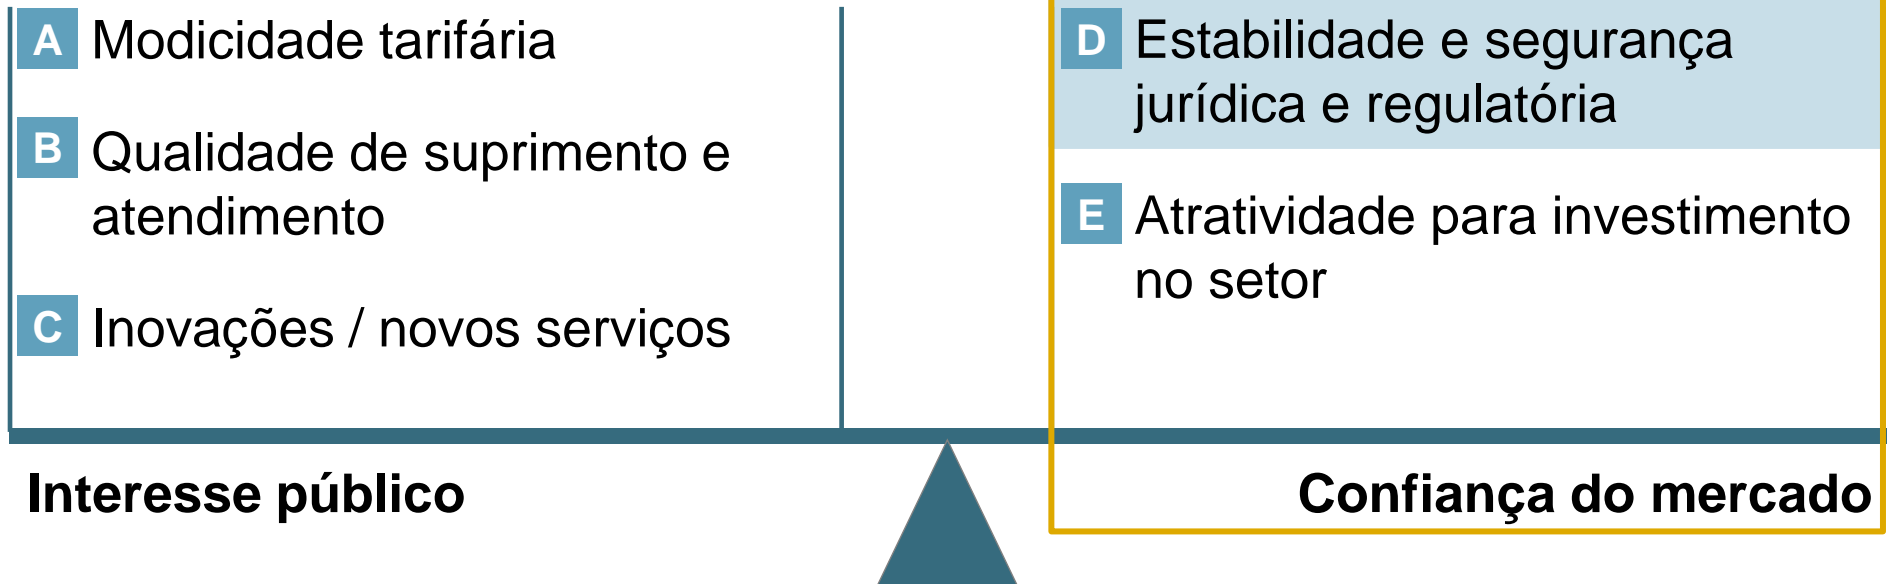 A Modicidade tarifária
B Qualidade de suprimento e
atendimento
C Inovações / novos serviços
Interesse público
D Estabilidade e segurança
jurídica e regulatória
E Atratividade para investimento
no setor
Confiança do mercado